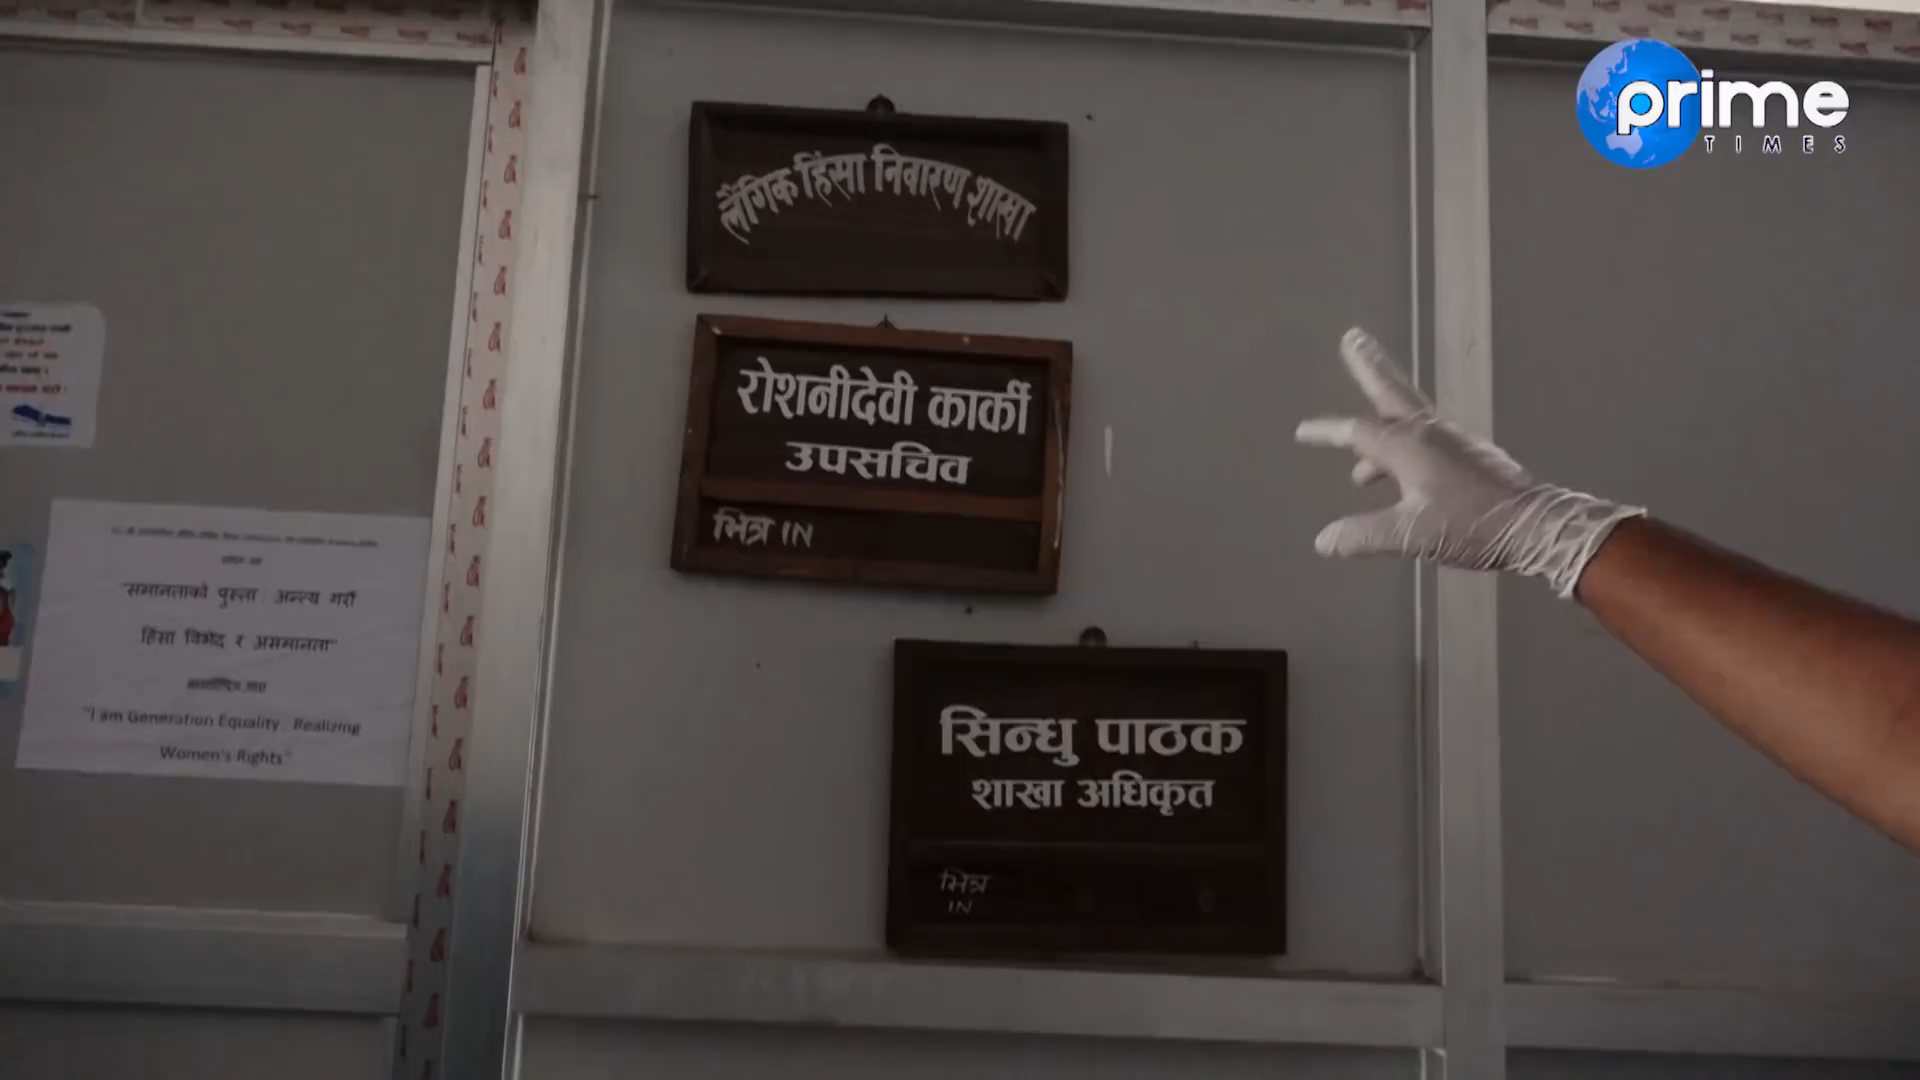 prime
TIMES
लैंगिक हिंसा निवारण शाखा
रोशनीदेवी कार्की
उपसचिव
भित्र IN
सिन्धु पाठक
शाखा अधिकृत
भित्र
IN
"समानताको पुस्ता अन्त्य गरौं
हिंसा विभेद र असमानता"
"I am Generation Equality Realizing
Women's Rights"